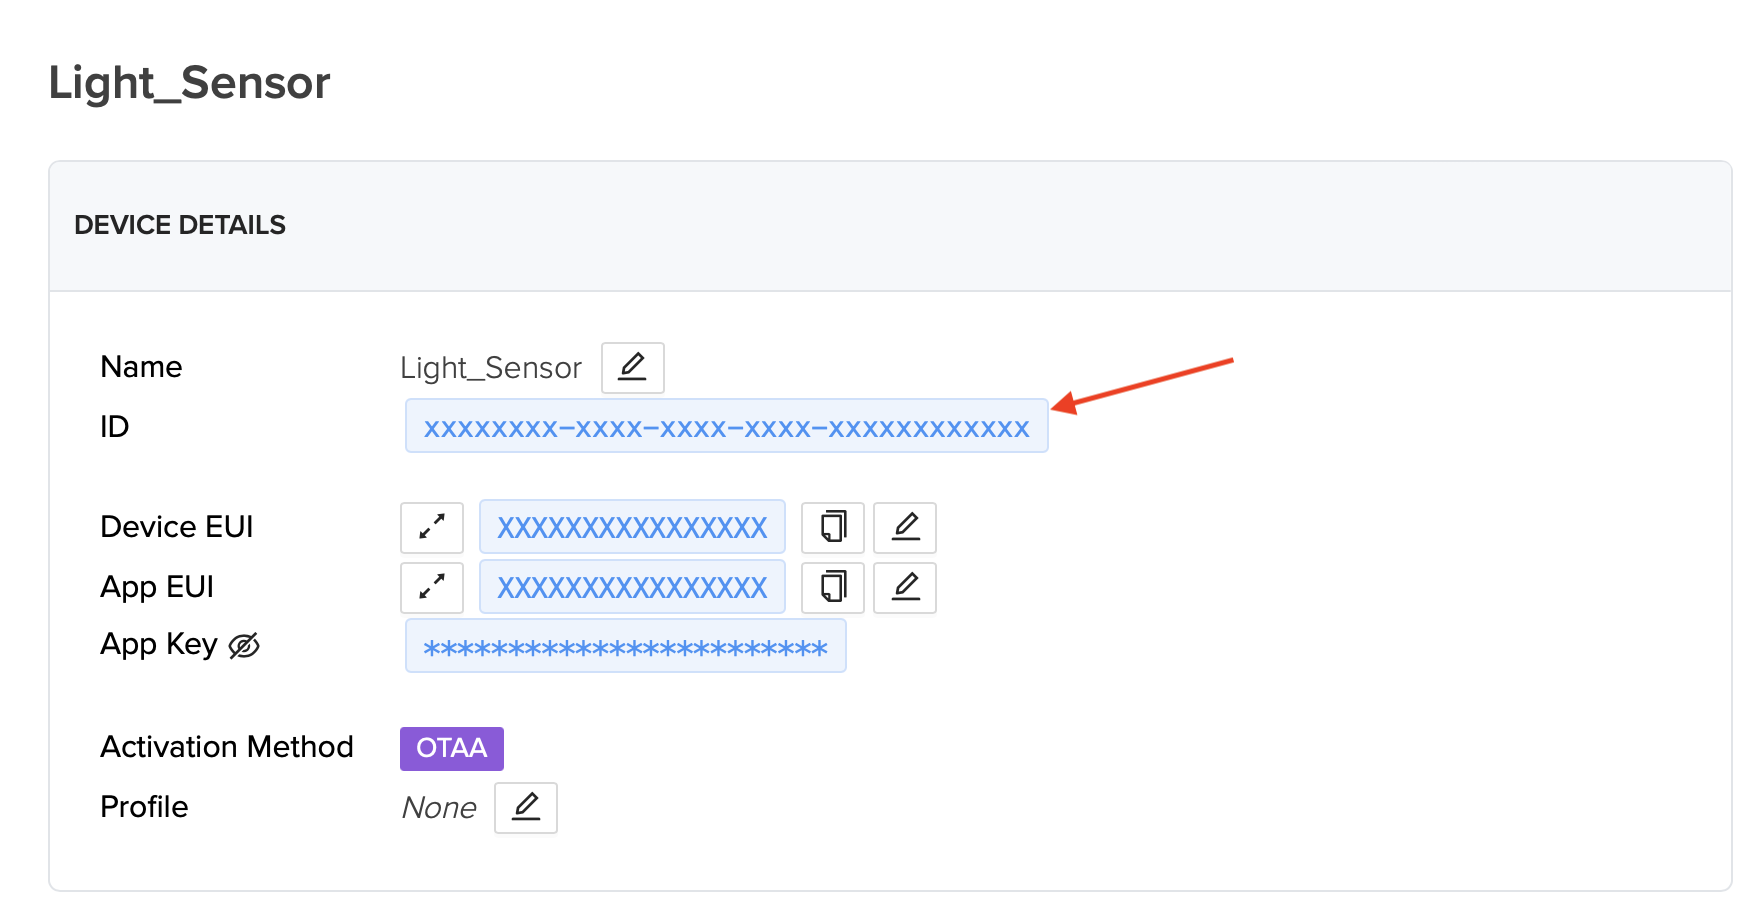 Light_Sensor
DEVICE DETAILS
Name Light_Sensor
ID xxxxxxxx-xxxx-xxxx-xxxx-xxxxxxxxxxxx
Device EUI XXXXXXXXXXXXXXXX
App EUI XXXXXXXXXXXXXXXX
App Key ************************
Activation Method OTAA
Profile None